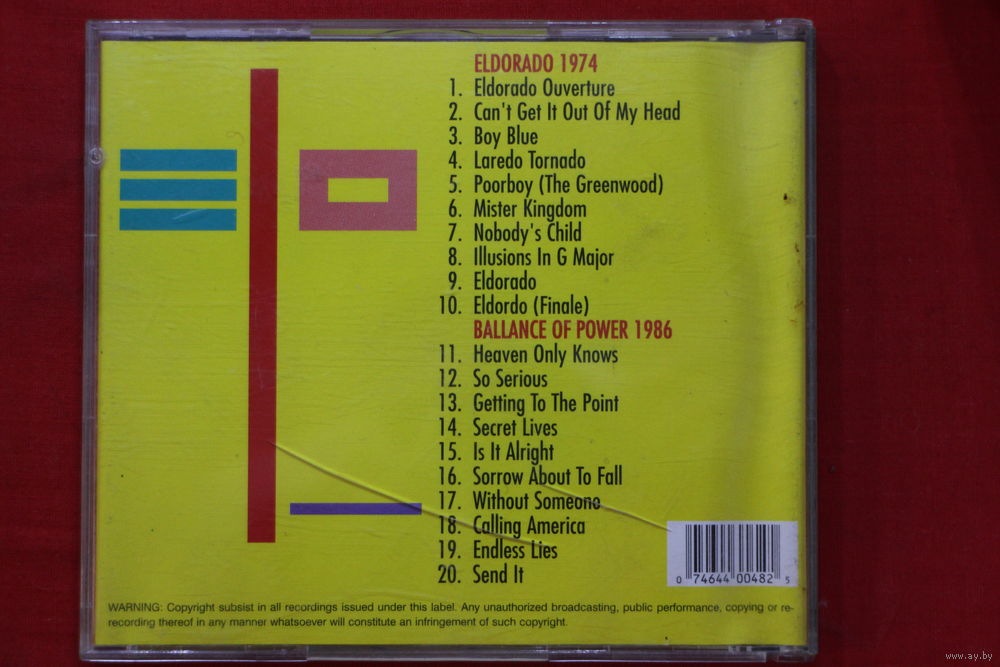 ELDORADO 1974
1. Eldorado Ouverture
2. Can't Get It Out Of My Head
3. Boy Blue
4. Laredo Tornado
5. Poorboy (The Greenwood)
6. Mister Kingdom
7. Nobody's Child
8. Illusions In G Major
9. Eldorado
10. Eldordo (Finale)
BALLANCE OF POWER 1986
11. Heaven Only Knows
12. So Serious
13. Getting To The Point
14. Secret Lives
15. Is It Alright
16. Sorrow About To Fall
17. Without Someone
18. Calling America
19. Endless Lies
20. Send It
0 74644 00482 5
WARNING: Copyright subsist in all recordings issued under this label. Any unauthorized broadcasting, public performance, copying or re-
recording thereof in any manner whatsoever will constitute an infringement of such copyright.
www.ay.by